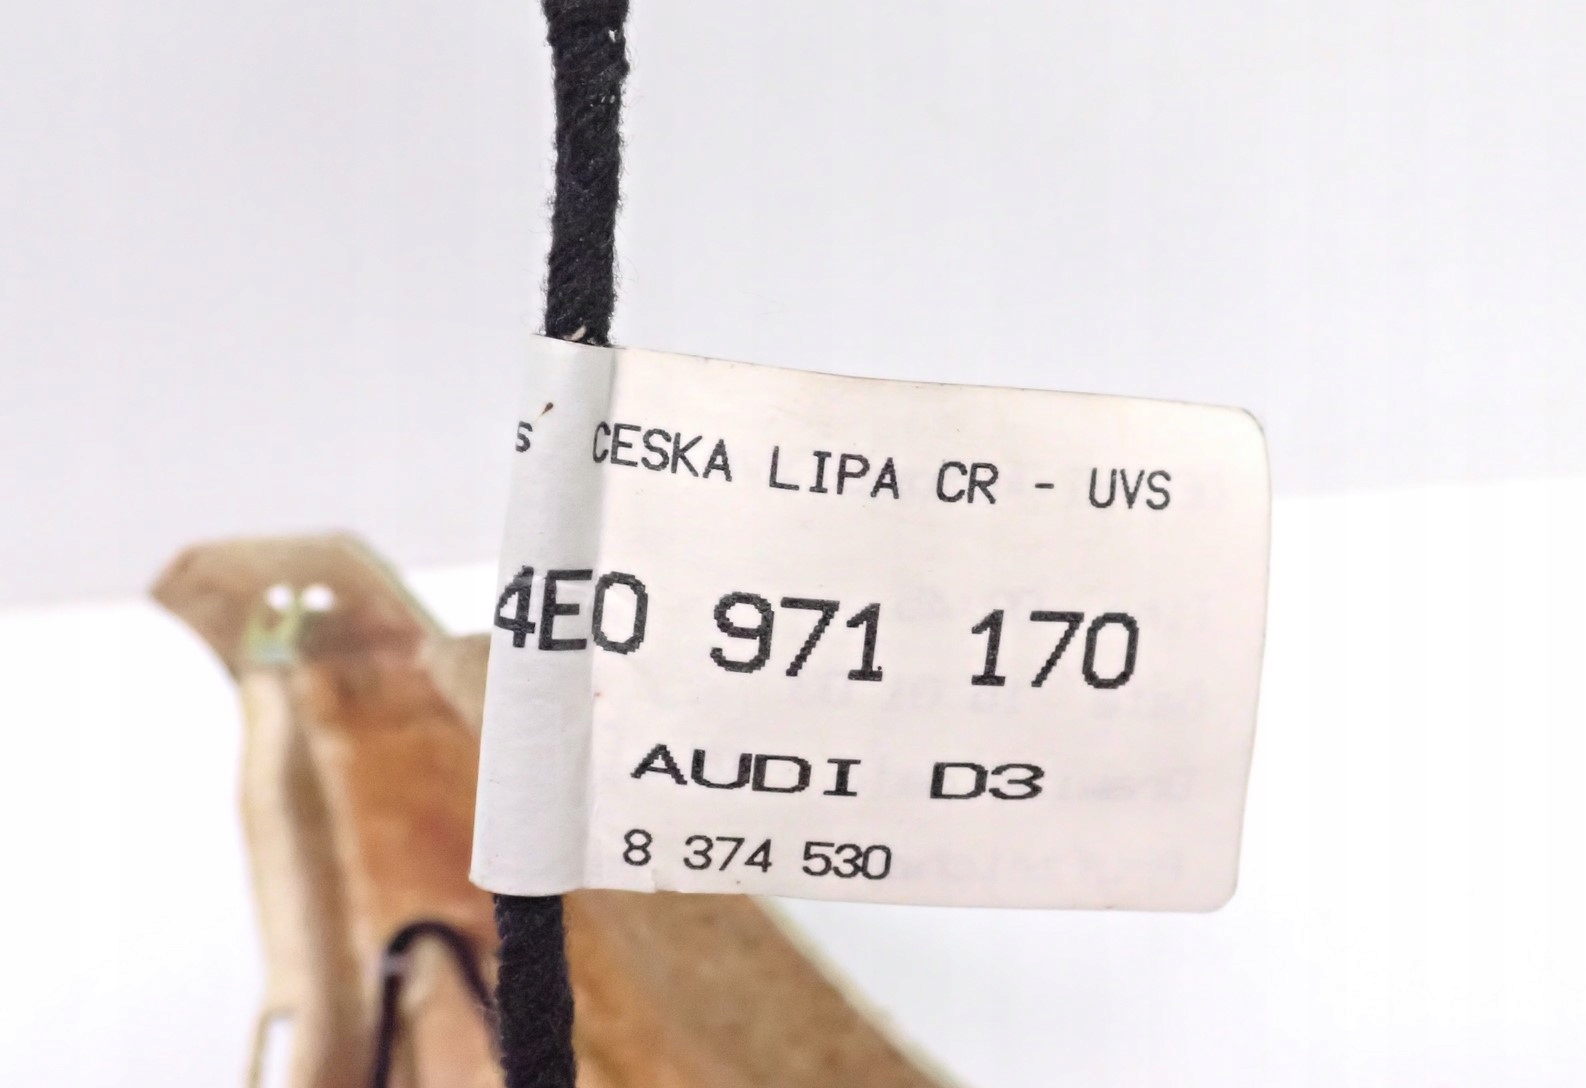 s CESKA LIPA CR - UVS
4E0 971 170
AUDI D3
8 374 530